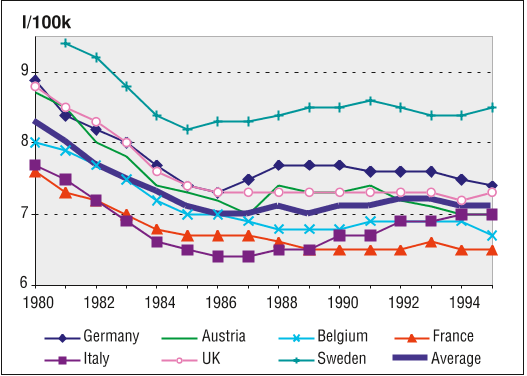 l/100k
9
8
7
6
1980 1982 1984 1986 1988 1990 1992 1994
Germany Austria Belgium France
Italy UK Sweden Average